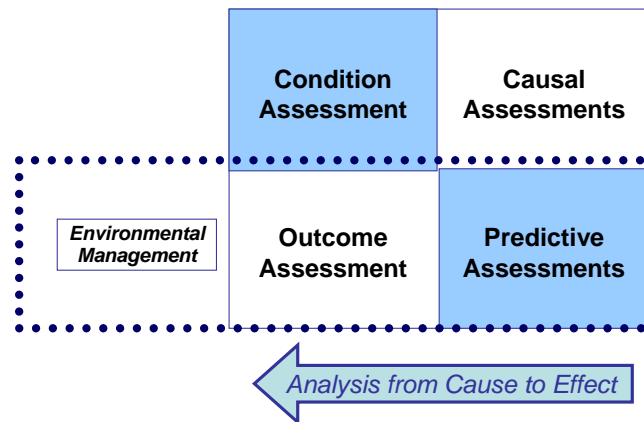 Condition
Assessment
Causal
Assessments
Environmental
Management
Outcome
Assessment
Predictive
Assessments
Analysis from Cause to Effect